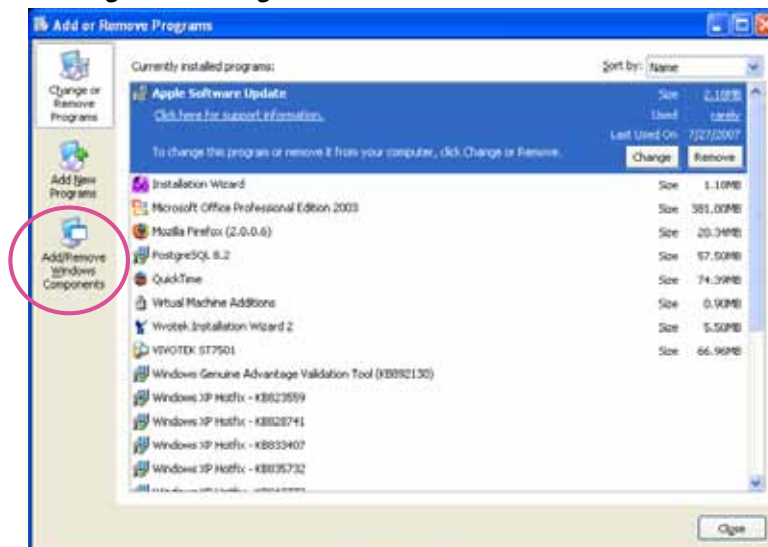 Add or Remove Programs
Change or
Remove
Programs
Add New
Programs
Add/Remove
Windows
Components
Currently installed programs:
Sort by: Name
Apple Software Update
Size 2.18MB
Click here for support information.
Used rarely
Last Used On 7/27/2007
To change this program or remove it from your computer, click Change or Remove.
Change Remove
Installation Wizard Size 1.18MB
Microsoft Office Professional Edition 2003 Size 381.00MB
Mozilla Firefox (2.0.0.6) Size 20.34MB
PostgreSQL 8.2 Size 57.50MB
QuickTime Size 74.39MB
Virtual Machine Additions Size 0.90MB
Vivotek Installation Wizard 2 Size 5.50MB
VIVOTEK ST7501 Size 66.96MB
Windows Genuine Advantage Validation Tool (KB892130)
Windows XP Hotfix - KB823559
Windows XP Hotfix - KB828741
Windows XP Hotfix - KB833407
Windows XP Hotfix - KB835732
Close